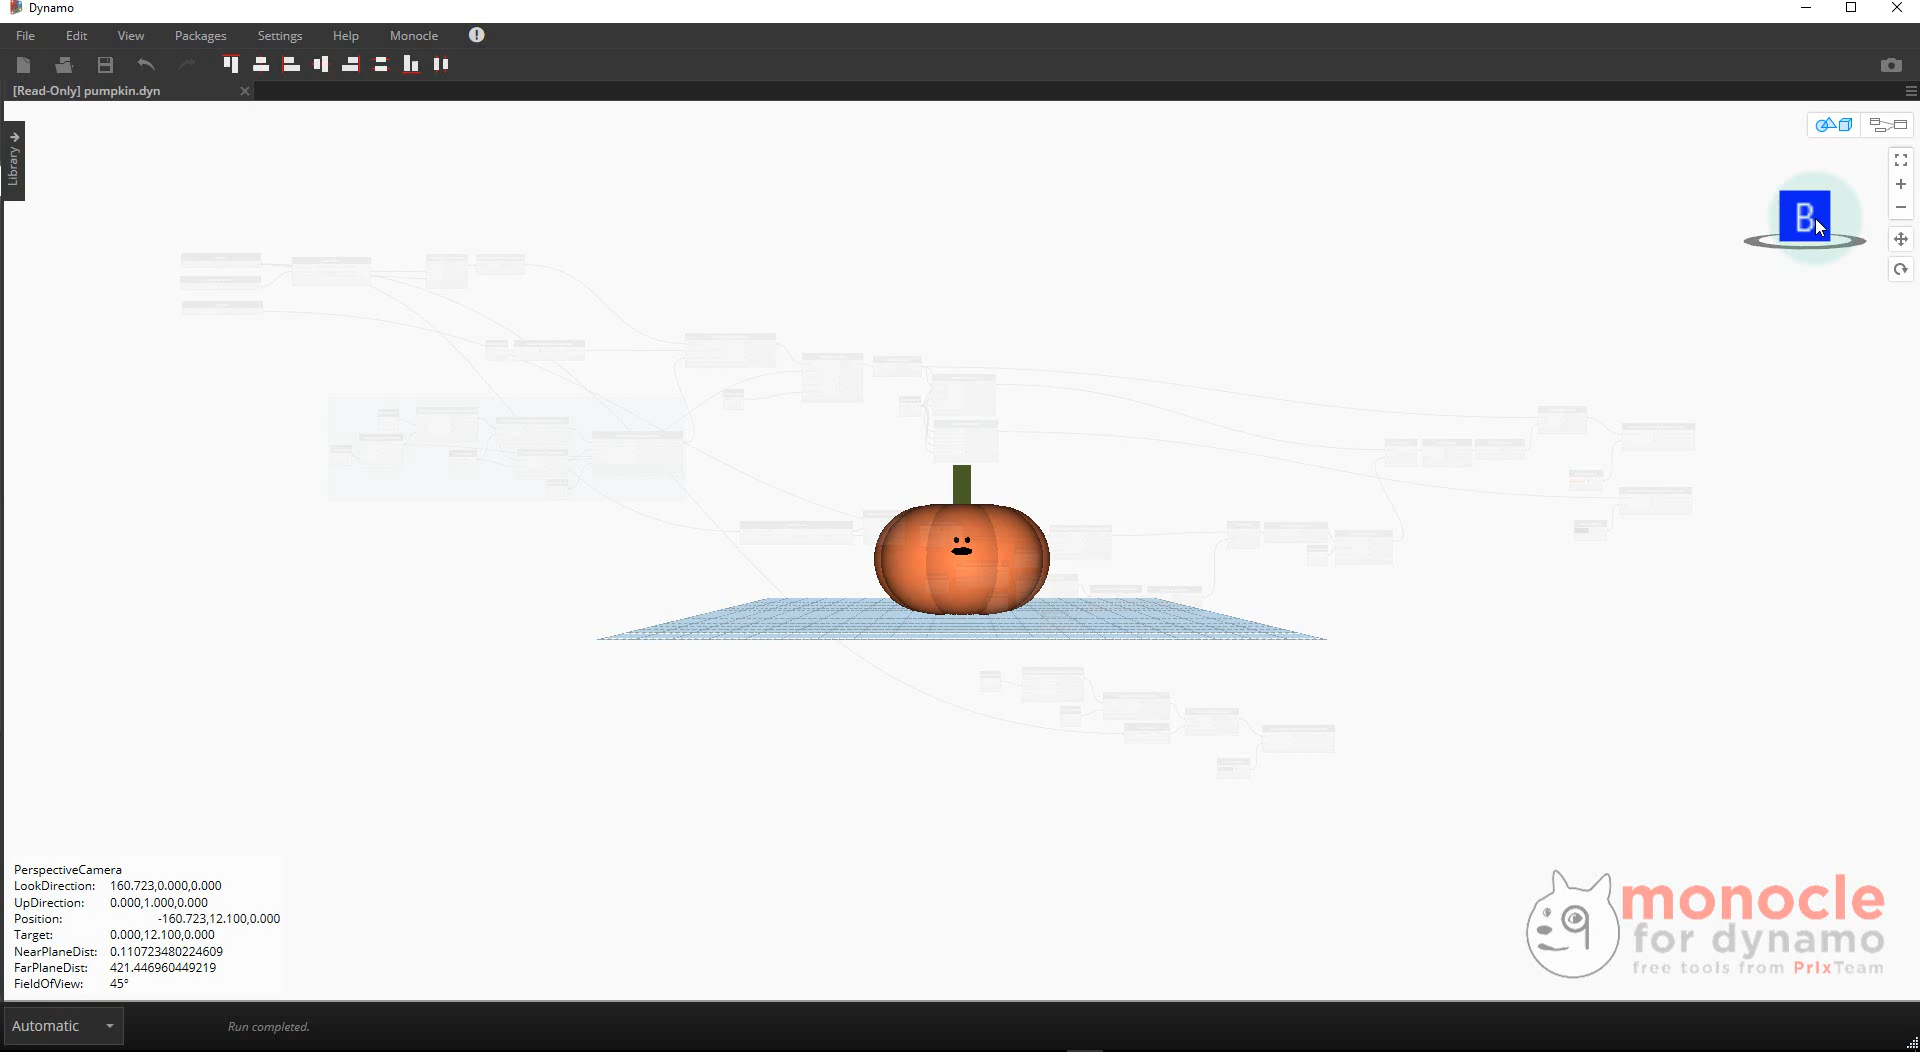 Dynamo
File Edit View Packages Settings Help Monocle
[Read-Only] pumpkin.dyn
Library
B
PerspectiveCamera
LookDirection: 160.723,0.000,0.000
UpDirection: 0.000,1.000,0.000
Position: -160.723,12.100,0.000
Target: 0.000,12.100,0.000
NearPlaneDist: 0.110723480224609
FarPlaneDist: 421.446960449219
FieldOfView: 45°
monocle
for dynamo
free tools from PrlxTeam
Automatic
Run completed.